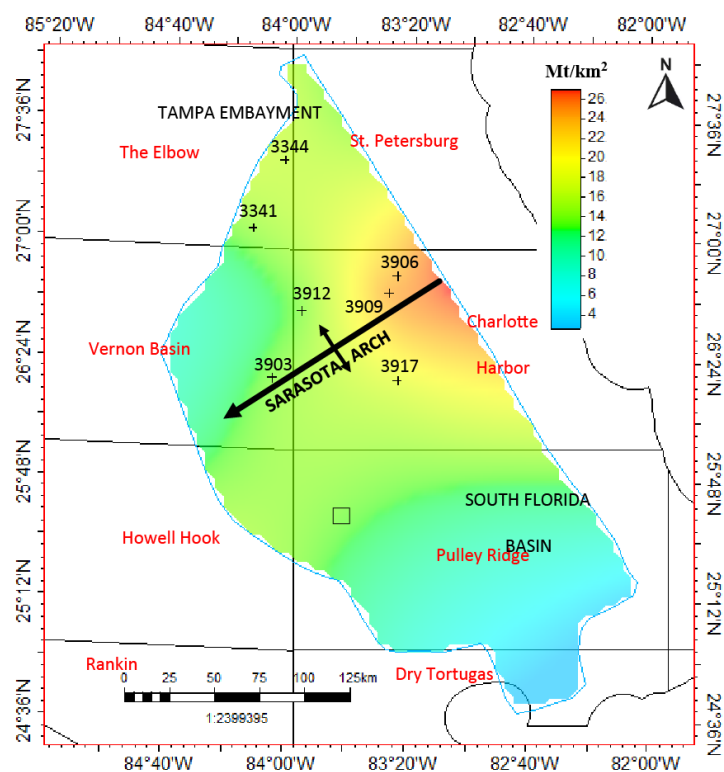 85°20'W 84°40'W 84°00'W 83°20'W 82°40'W 82°00'W
Mt/km²
N
26
24
22
20
18
16
14
12
10
8
6
4
27°36'N
27°00'N
26°24'N
25°48'N
25°12'N
24°36'N
27°36'N
27°00'N
26°24'N
25°48'N
25°12'N
24°36'N
TAMPA EMBAYMENT
The Elbow
St. Petersburg
3344
3341
3906
3912
3909
Charlotte
Harbor
Vernon Basin
3903
3917
SARASOTA ARCH
SOUTH FLORIDA
BASIN
Howell Hook
Pulley Ridge
Rankin
Dry Tortugas
0 25 50 75 100 125km
1:2399395
84°40'W 84°00'W 83°20'W 82°40'W 82°00'W